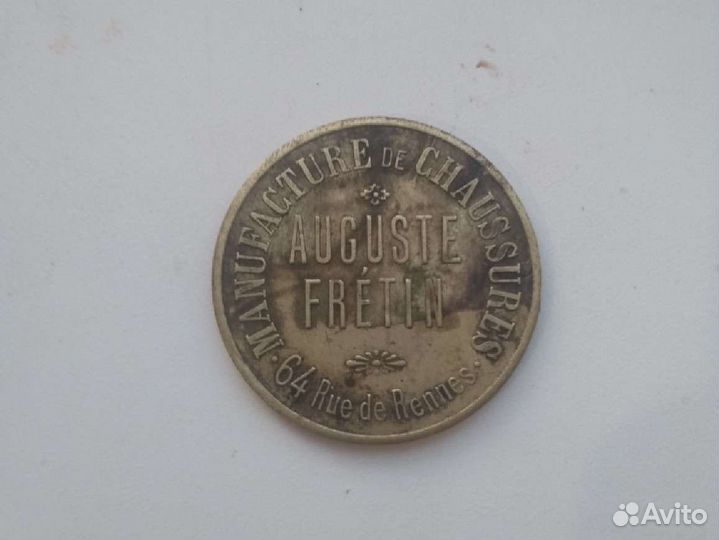 MANUFACTURE DE CHAUSSURES
AUGUSTE
FRÉTIN
64 Rue de Rennes.
Avito